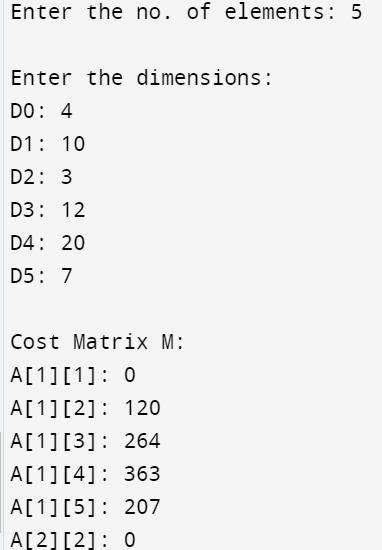 Enter the no. of elements: 5
Enter the dimensions:
D0: 4
D1: 10
D2: 3
D3: 12
D4: 20
D5: 7
Cost Matrix M:
A[1][1]: 0
A[1][2]: 120
A[1][3]: 264
A[1][4]: 363
A[1][5]: 207
A[2][2]: 0